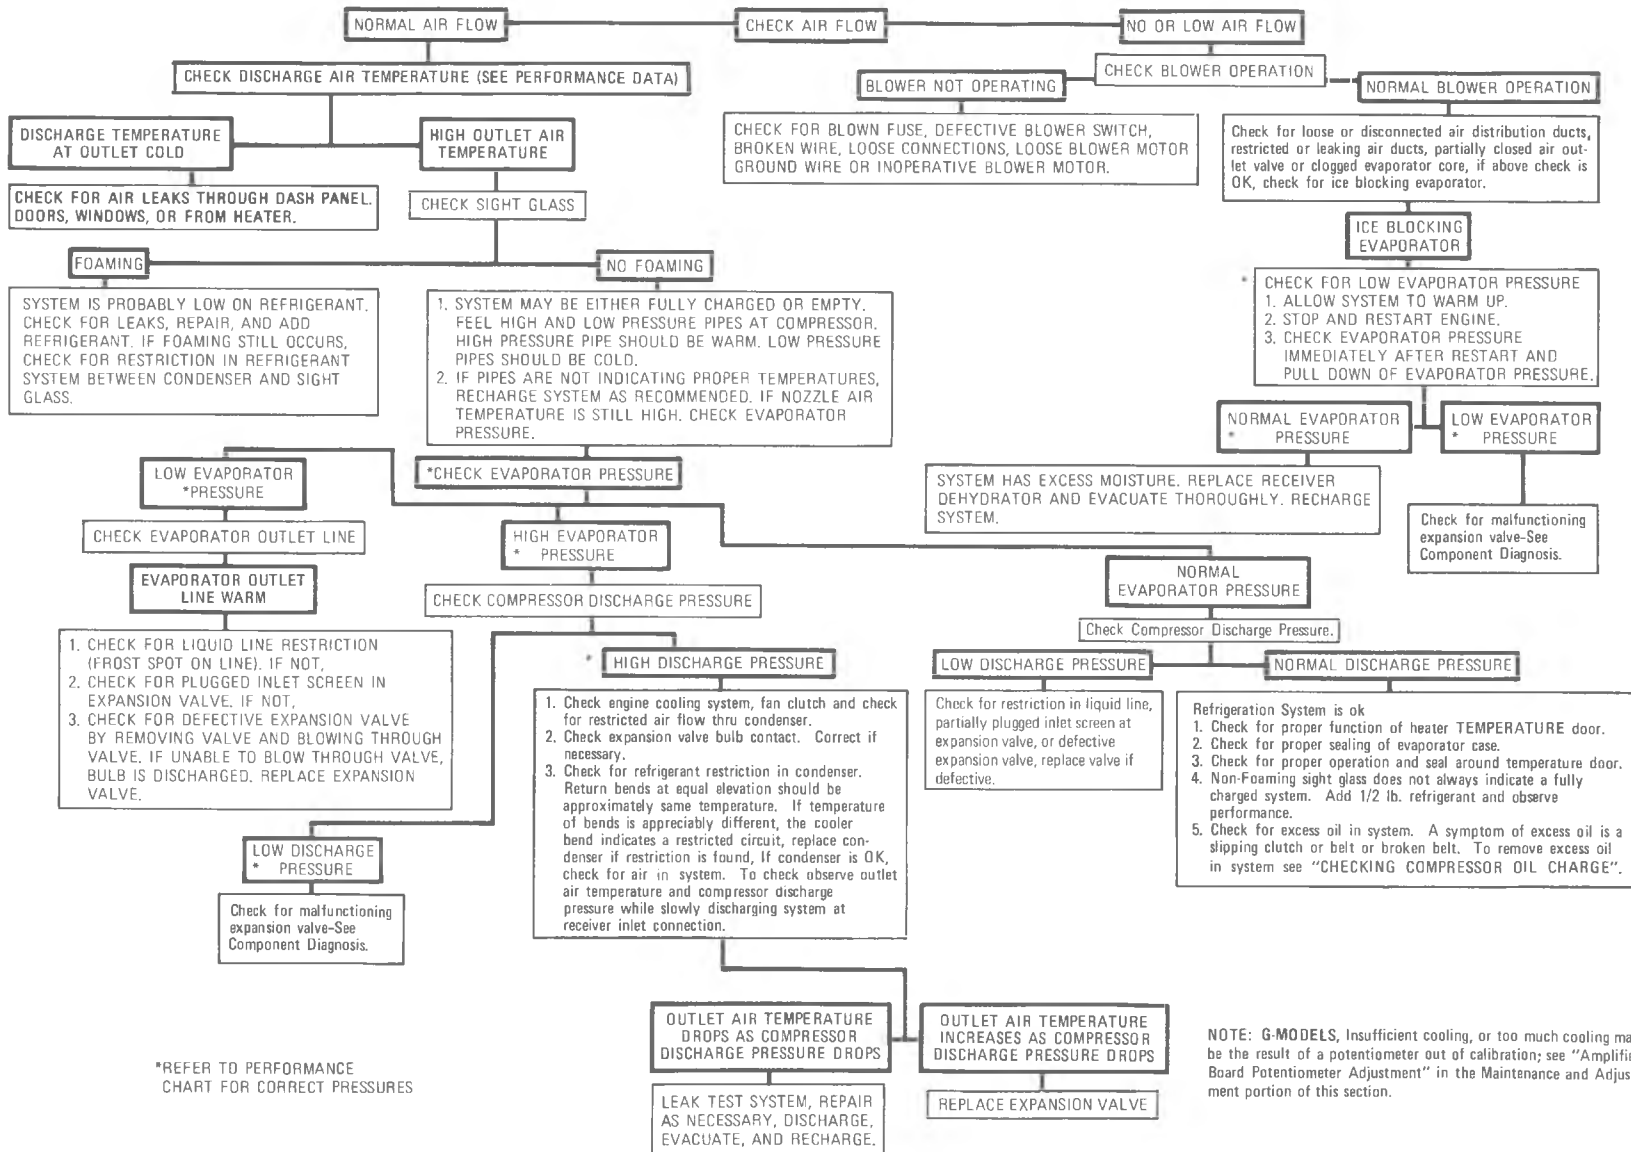 NORMAL AIR FLOW
CHECK AIR FLOW
NO OR LOW AIR FLOW
CHECK DISCHARGE AIR TEMPERATURE (SEE PERFORMANCE DATA)
CHECK BLOWER OPERATION
BLOWER NOT OPERATING
NORMAL BLOWER OPERATION
DISCHARGE TEMPERATURE
AT OUTLET COLD
HIGH OUTLET AIR
TEMPERATURE
CHECK FOR BLOWN FUSE, DEFECTIVE BLOWER SWITCH,
BROKEN WIRE, LOOSE CONNECTIONS, LOOSE BLOWER MOTOR
GROUND WIRE OR INOPERATIVE BLOWER MOTOR.
Check for loose or disconnected air distribution ducts,
restricted or leaking air ducts, partially closed air out-
let valve or clogged evaporator core, if above check is
OK, check for ice blocking evaporator.
CHECK FOR AIR LEAKS THROUGH DASH PANEL.
DOORS, WINDOWS, OR FROM HEATER.
CHECK SIGHT GLASS
ICE BLOCKING
EVAPORATOR
FOAMING
NO FOAMING
SYSTEM IS PROBABLY LOW ON REFRIGERANT.
CHECK FOR LEAKS, REPAIR, AND ADD
REFRIGERANT. IF FOAMING STILL OCCURS,
CHECK FOR RESTRICTION IN REFRIGERANT
SYSTEM BETWEEN CONDENSER AND SIGHT
GLASS.
1. SYSTEM MAY BE EITHER FULLY CHARGED OR EMPTY.
FEEL HIGH AND LOW PRESSURE PIPES AT COMPRESSOR.
HIGH PRESSURE PIPE SHOULD BE WARM. LOW PRESSURE
PIPES SHOULD BE COLD.
2. IF PIPES ARE NOT INDICATING PROPER TEMPERATURES,
RECHARGE SYSTEM AS RECOMMENDED. IF NOZZLE AIR
TEMPERATURE IS STILL HIGH. CHECK EVAPORATOR
PRESSURE.
* CHECK FOR LOW EVAPORATOR PRESSURE
1. ALLOW SYSTEM TO WARM UP.
2. STOP AND RESTART ENGINE.
3. CHECK EVAPORATOR PRESSURE
IMMEDIATELY AFTER RESTART AND
PULL DOWN OF EVAPORATOR PRESSURE.
NORMAL EVAPORATOR
* PRESSURE
LOW EVAPORATOR
* PRESSURE
LOW EVAPORATOR
*PRESSURE
*CHECK EVAPORATOR PRESSURE
SYSTEM HAS EXCESS MOISTURE. REPLACE RECEIVER
DEHYDRATOR AND EVACUATE THOROUGHLY. RECHARGE
SYSTEM.
CHECK EVAPORATOR OUTLET LINE
HIGH EVAPORATOR
* PRESSURE
Check for malfunctioning
expansion valve-See
Component Diagnosis.
EVAPORATOR OUTLET
LINE WARM
NORMAL
EVAPORATOR PRESSURE
CHECK COMPRESSOR DISCHARGE PRESSURE
Check Compressor Discharge Pressure.
1. CHECK FOR LIQUID LINE RESTRICTION
(FROST SPOT ON LINE). IF NOT,
2. CHECK FOR PLUGGED INLET SCREEN IN
EXPANSION VALVE. IF NOT,
3. CHECK FOR DEFECTIVE EXPANSION VALVE
BY REMOVING VALVE AND BLOWING THROUGH
VALVE. IF UNABLE TO BLOW THROUGH VALVE,
BULB IS DISCHARGED. REPLACE EXPANSION
VALVE.
* HIGH DISCHARGE PRESSURE
LOW DISCHARGE PRESSURE
NORMAL DISCHARGE PRESSURE
1. Check engine cooling system, fan clutch and check
for restricted air flow thru condenser.
2. Check expansion valve bulb contact. Correct if
necessary.
3. Check for refrigerant restriction in condenser.
Return bends at equal elevation should be
approximately same temperature. If temperature
of bends is appreciably different, the cooler
bend indicates a restricted circuit, replace con-
denser if restriction is found, If condenser is OK,
check for air in system. To check observe outlet
air temperature and compressor discharge
pressure while slowly discharging system at
receiver inlet connection.
Check for restriction in liquid line,
partially plugged inlet screen at
expansion valve, or defective
expansion valve, replace valve if
defective.
Refrigeration System is ok
1. Check for proper function of heater TEMPERATURE door.
2. Check for proper sealing of evaporator case.
3. Check for proper operation and seal around temperature door.
4. Non-Foaming sight glass does not always indicate a fully
charged system. Add 1/2 lb. refrigerant and observe
performance.
5. Check for excess oil in system. A symptom of excess oil is a
slipping clutch or belt or broken belt. To remove excess oil
in system see "CHECKING COMPRESSOR OIL CHARGE".
LOW DISCHARGE
* PRESSURE
Check for malfunctioning
expansion valve-See
Component Diagnosis.
OUTLET AIR TEMPERATURE
DROPS AS COMPRESSOR
DISCHARGE PRESSURE DROPS
OUTLET AIR TEMPERATURE
INCREASES AS COMPRESSOR
DISCHARGE PRESSURE DROPS
LEAK TEST SYSTEM, REPAIR
AS NECESSARY, DISCHARGE,
EVACUATE, AND RECHARGE.
REPLACE EXPANSION VALVE
*REFER TO PERFORMANCE
CHART FOR CORRECT PRESSURES
NOTE: G-MODELS, Insufficient cooling, or too much cooling ma
be the result of a potentiometer out of calibration; see "Amplifie
Board Potentiometer Adjustment" in the Maintenance and Adjus
ment portion of this section.